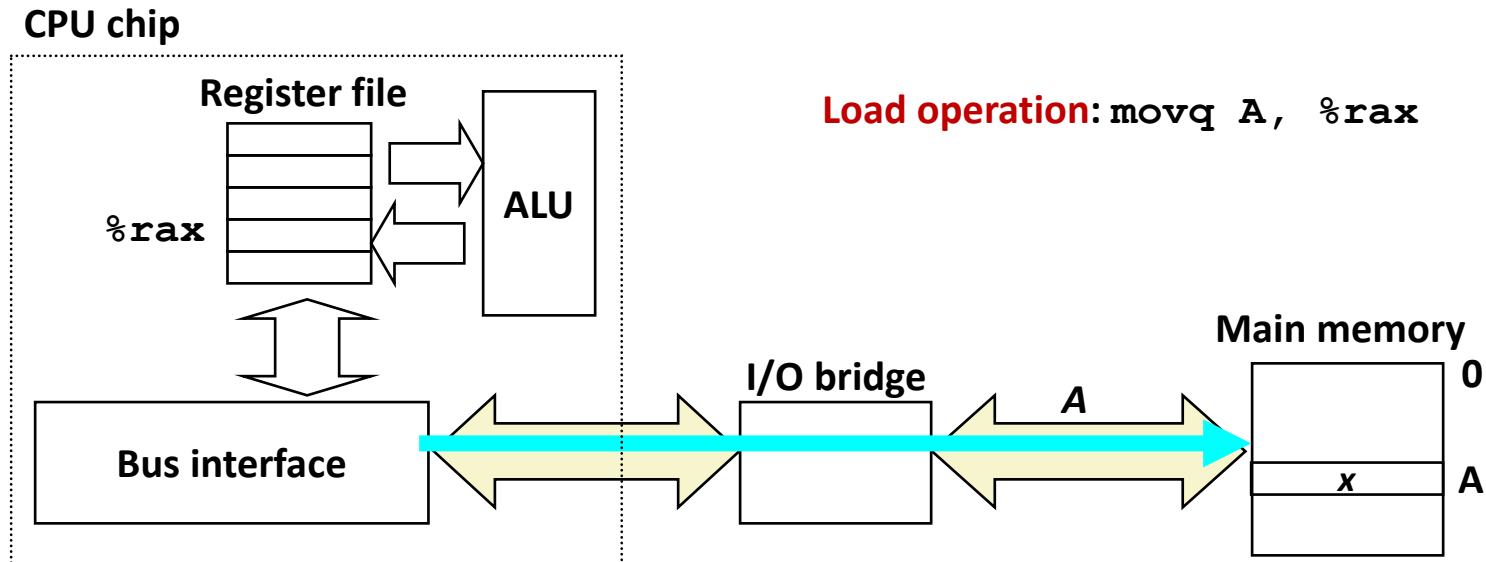 CPU chip
Register file
Load operation: movq A, %rax
ALU
%rax
Main memory
I/O bridge
0
A
Bus interface
x
A